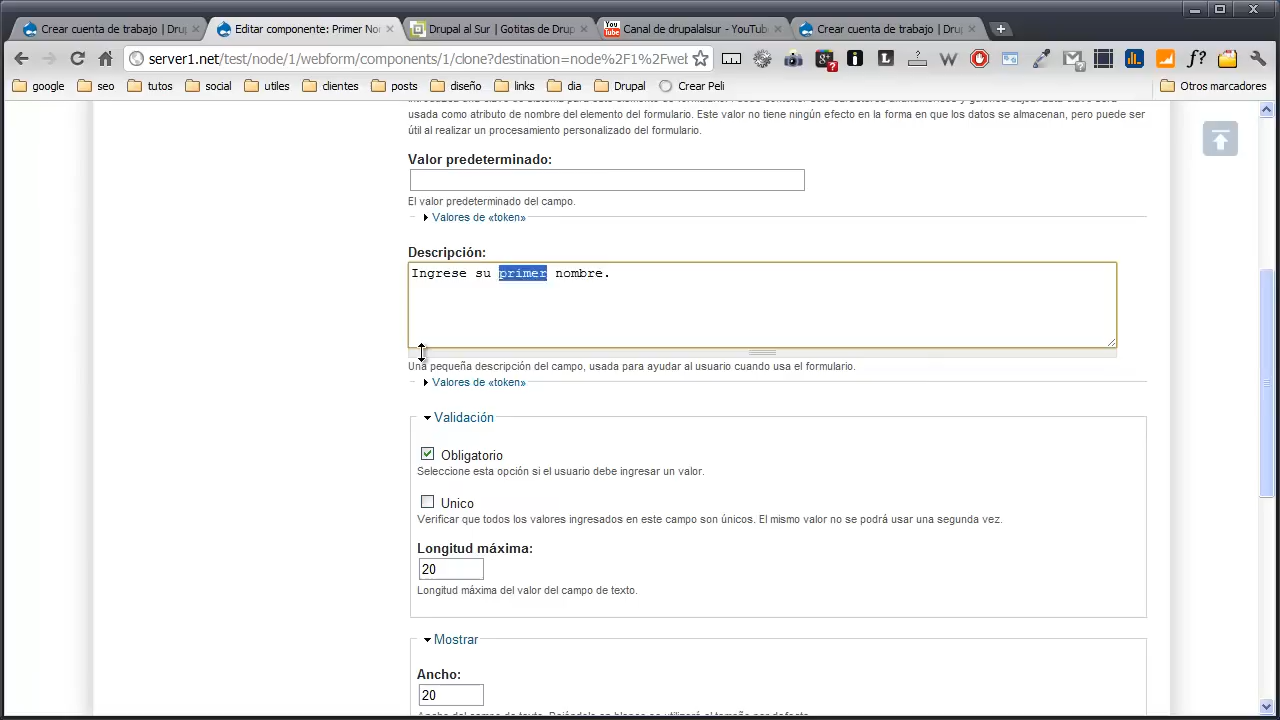 Crear cuenta de trabajo | Drup
Editar componente: Primer No
Drupal al Sur | Gotitas de Drup
Canal de drupalalsur - YouTub
Crear cuenta de trabajo | Drup
server1.net/test/node/1/webform/components/1/clone?destination=node%2F1%2Fwel
google
seo
tutos
social
utiles
clientes
posts
diseño
links
dia
Drupal
Crear Peli
Otros marcadores
usada como atributo de nombre del elemento del formulario. Este valor no tiene ningún efecto en la forma en que los datos se almacenan, pero puede ser
útil al realizar un procesamiento personalizado del formulario.
Valor predeterminado:
El valor predeterminado del campo.
Valores de «token»
Descripción:
Ingrese su primer nombre.
Una pequeña descripción del campo, usada para ayudar al usuario cuando usa el formulario.
Valores de «token»
Validación
Obligatorio
Seleccione esta opción si el usuario debe ingresar un valor.
Unico
Verificar que todos los valores ingresados en este campo son únicos. El mismo valor no se podrá usar una segunda vez.
Longitud máxima:
20
Longitud máxima del valor del campo de texto.
Mostrar
Ancho:
20